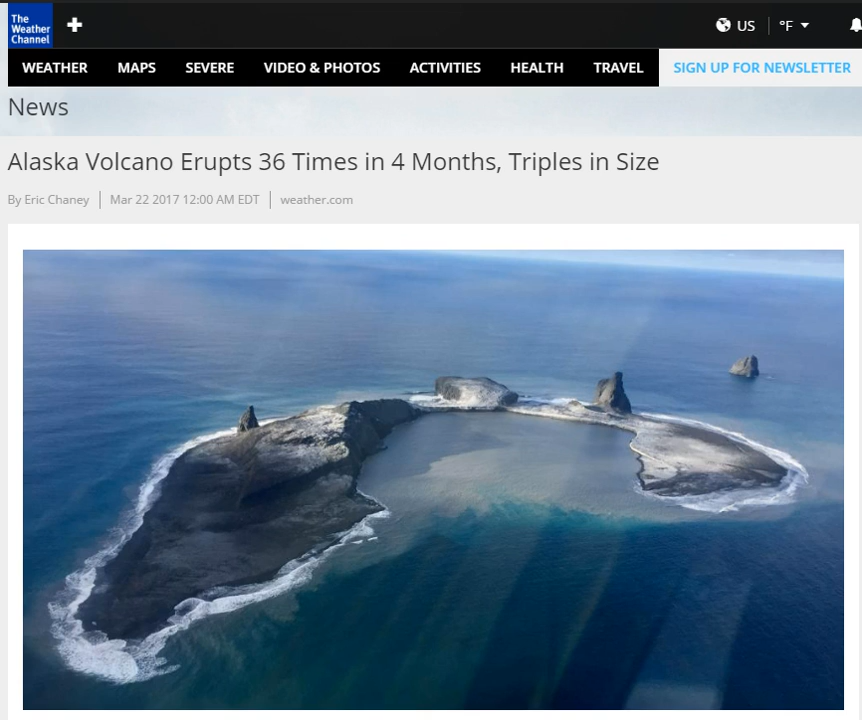 The
Weather
Channel
US
°F
WEATHER MAPS SEVERE VIDEO & PHOTOS ACTIVITIES HEALTH TRAVEL SIGN UP FOR NEWSLETTER
News
Alaska Volcano Erupts 36 Times in 4 Months, Triples in Size
By Eric Chaney Mar 22 2017 12:00 AM EDT weather.com